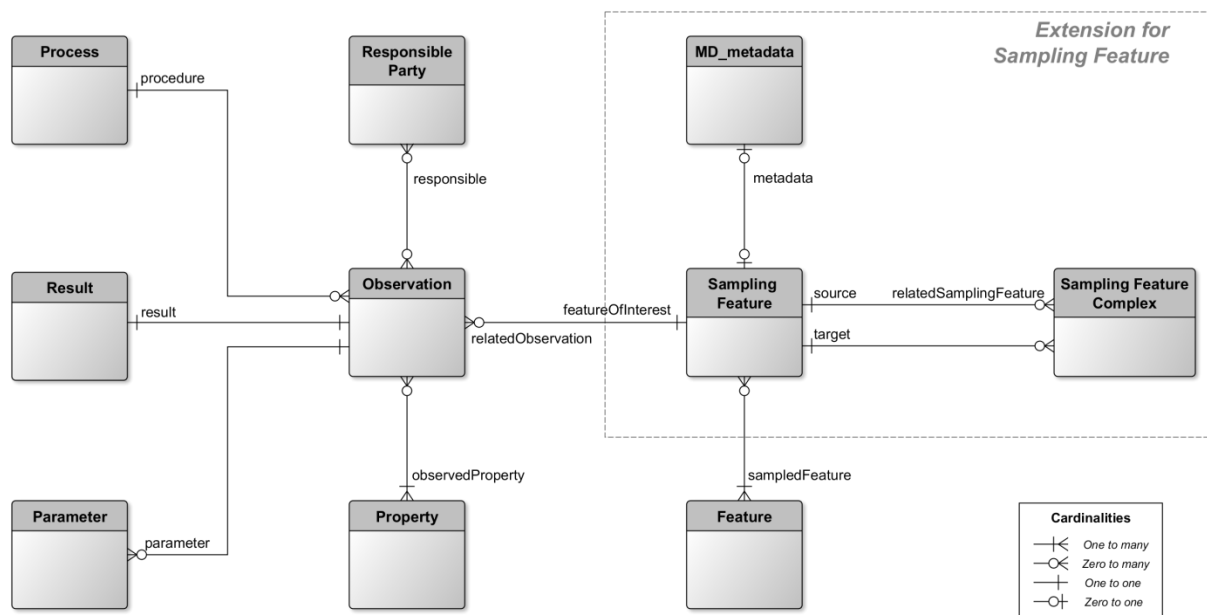 Extension for
Sampling Feature
Process
Responsible
Party
MD_metadata
procedure
responsible
metadata
Result
Observation
Sampling
Feature
Sampling Feature
Complex
result
featureOfInterest
source
relatedSamplingFeature
relatedObservation
target
observedProperty
sampledFeature
Parameter
Property
Feature
parameter
Cardinalities
One to many
Zero to many
One to one
Zero to one